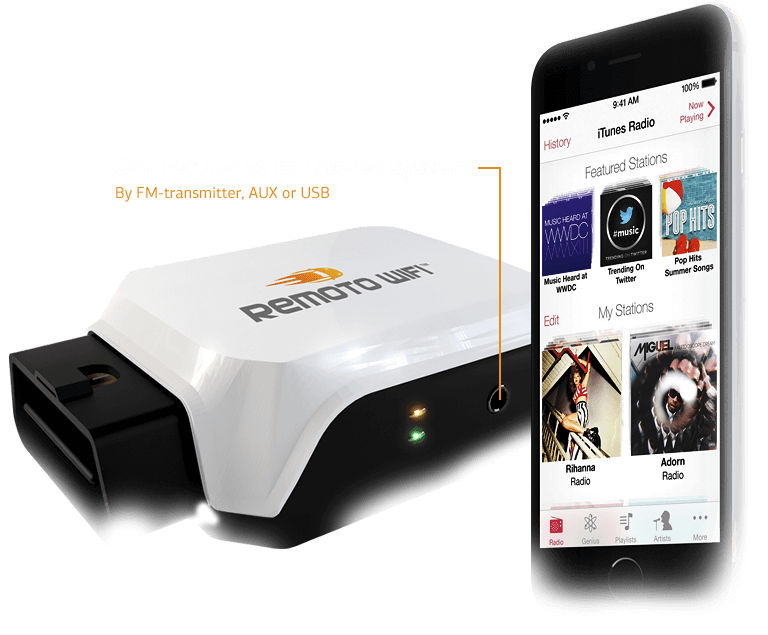 By FM-transmitter, AUX or USB
REMOTO WIFI™
100%
9:41 AM
History
iTunes Radio
Now
Playing
Featured Stations
MUSIC HEARD AT
WWDC
#music
TRENDING ON TWITTER
POP HITS
Music Heard at
WWDC
Trending On
Twitter
Pop Hits
Summer Songs
Edit
My Stations
MIGUEL
Rihanna
Radio
Adorn
Radio
Radio
Genius
Playlists
Artists
More